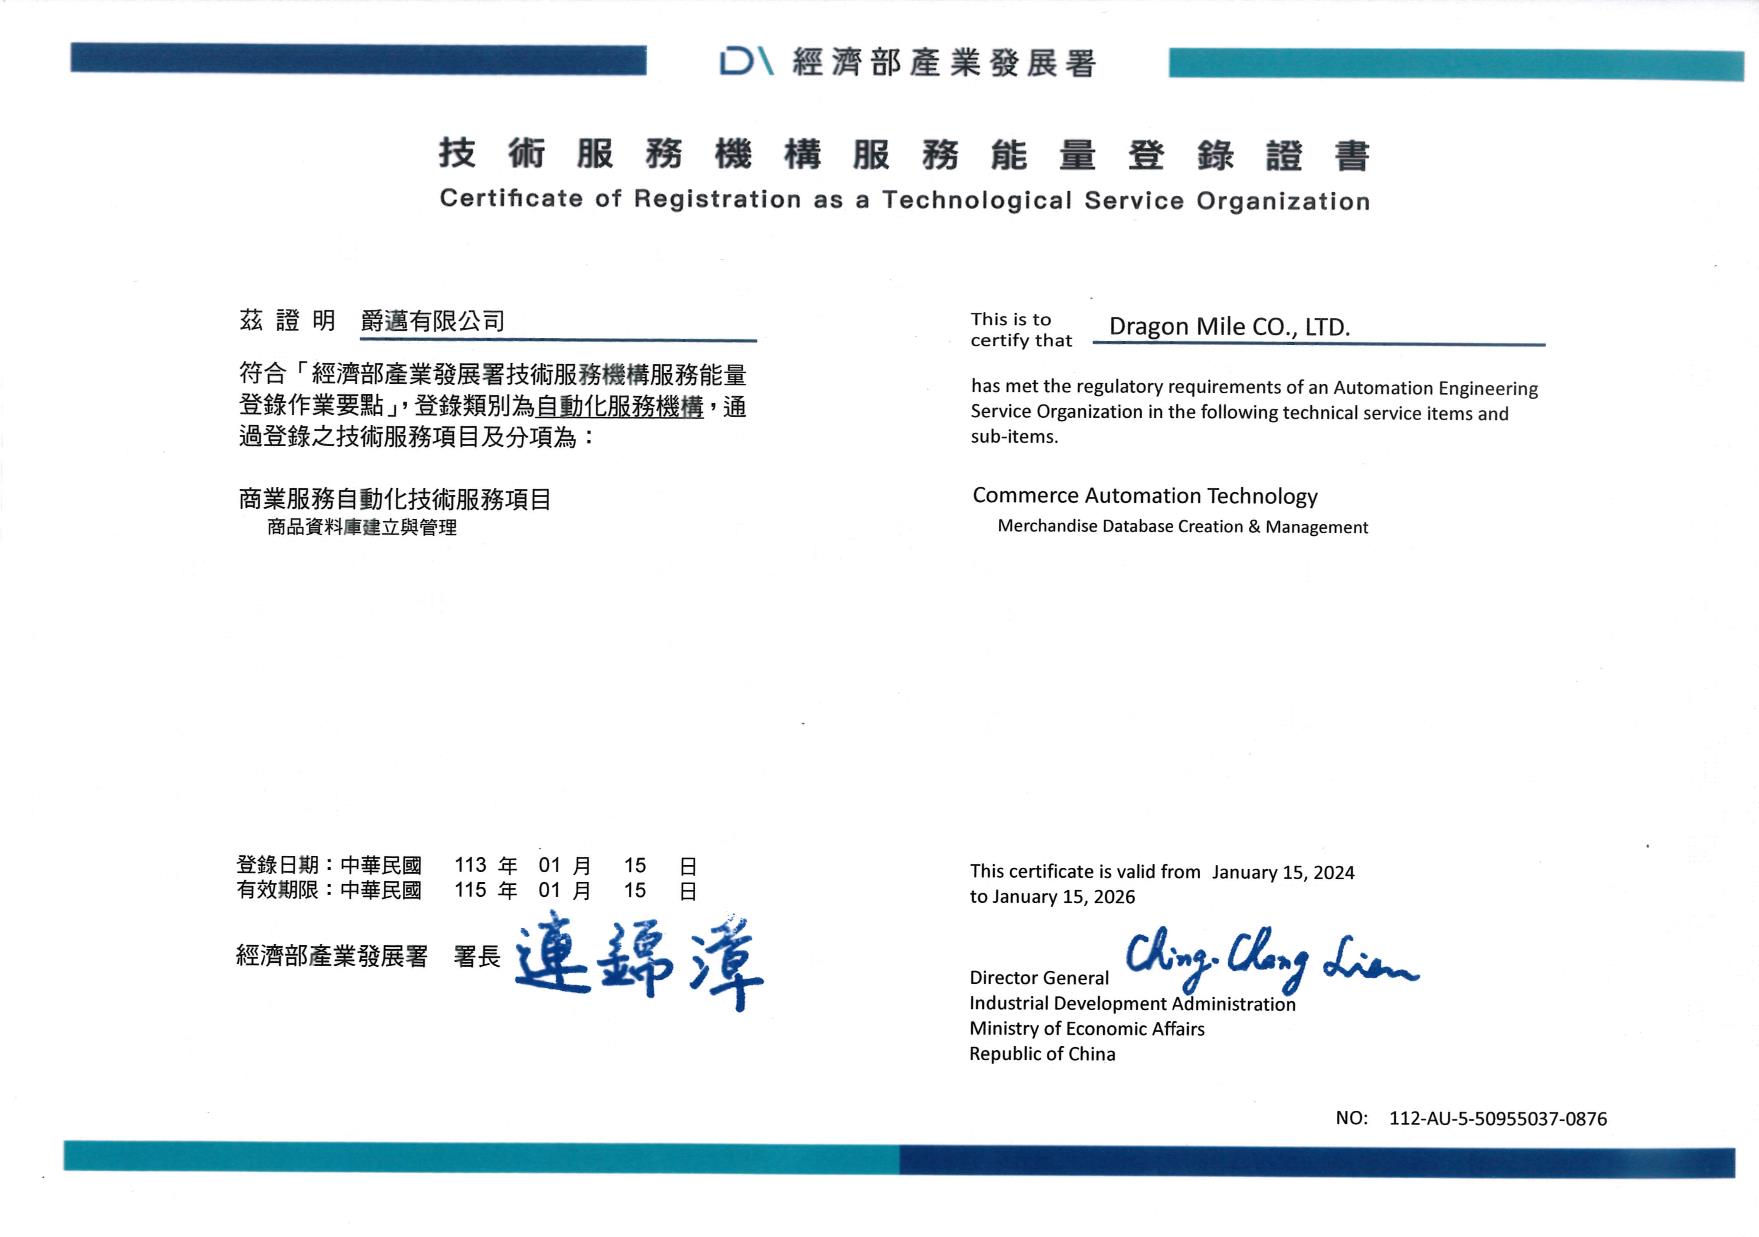 經濟部產業發展署
技術服務機構服務能量登錄證書
Certificate of Registration as a Technological Service Organization
茲證明 爵邁有限公司
符合「經濟部產業發展署技術服務機構服務能量
登錄作業要點」，登錄類別為自動化服務機構，通
過登錄之技術服務項目及分項為：
商業服務自動化技術服務項目
商品資料庫建立與管理
登錄日期：中華民國 113 年 01 月 15 日
有效期限：中華民國 115 年 01 月 15 日
經濟部產業發展署 署長 連錦漳
This is to
certify that Dragon Mile CO., LTD.
has met the regulatory requirements of an Automation Engineering
Service Organization in the following technical service items and
sub-items.
Commerce Automation Technology
Merchandise Database Creation & Management
This certificate is valid from January 15, 2024
to January 15, 2026
Ching-Chang Lien
Director General
Industrial Development Administration
Ministry of Economic Affairs
Republic of China
NO: 112-AU-5-50955037-0876